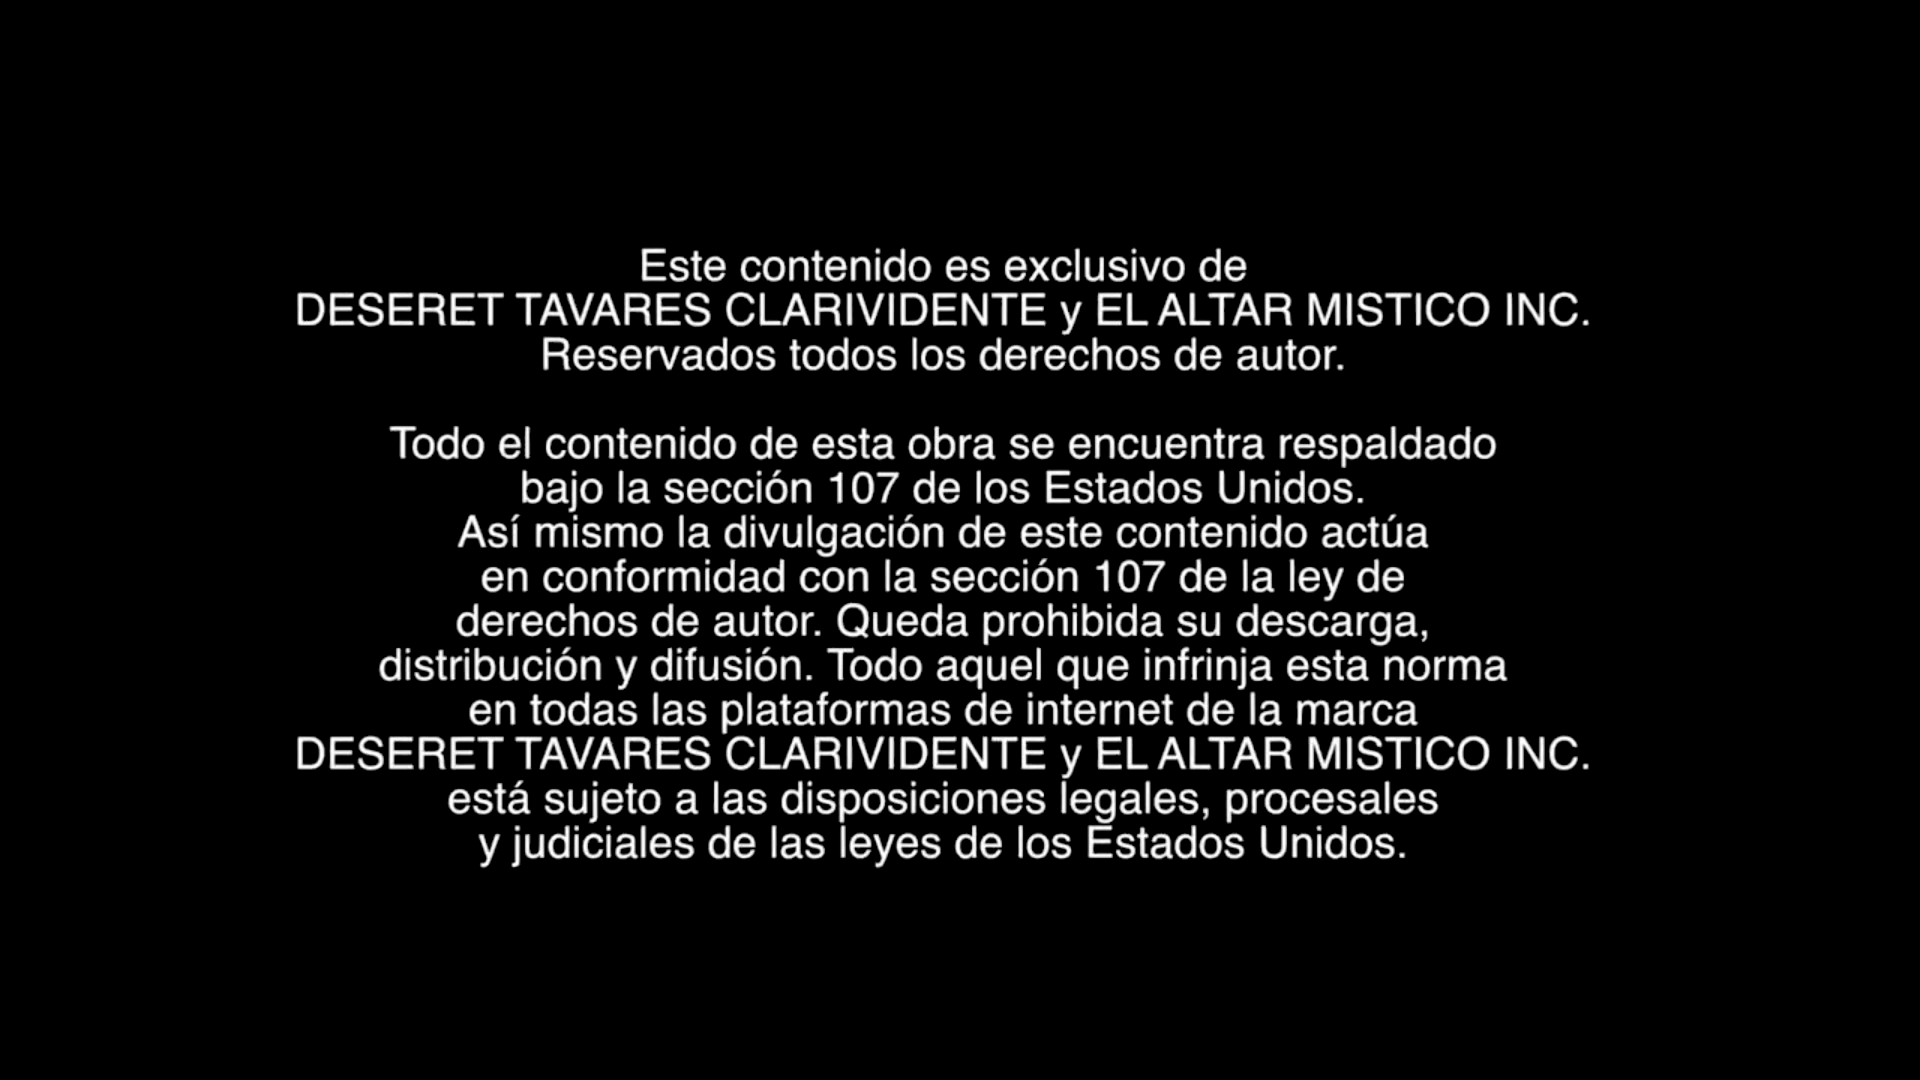 Este contenido es exclusivo de
DESERET TAVARES CLARIVIDENTE y EL ALTAR MISTICO INC.
Reservados todos los derechos de autor.
Todo el contenido de esta obra se encuentra respaldado
bajo la sección 107 de los Estados Unidos.
Así mismo la divulgación de este contenido actúa
en conformidad con la sección 107 de la ley de
derechos de autor. Queda prohibida su descarga,
distribución y difusión. Todo aquel que infrinja esta norma
en todas las plataformas de internet de la marca
DESERET TAVARES CLARIVIDENTE y EL ALTAR MISTICO INC.
está sujeto a las disposiciones legales, procesales
y judiciales de las leyes de los Estados Unidos.